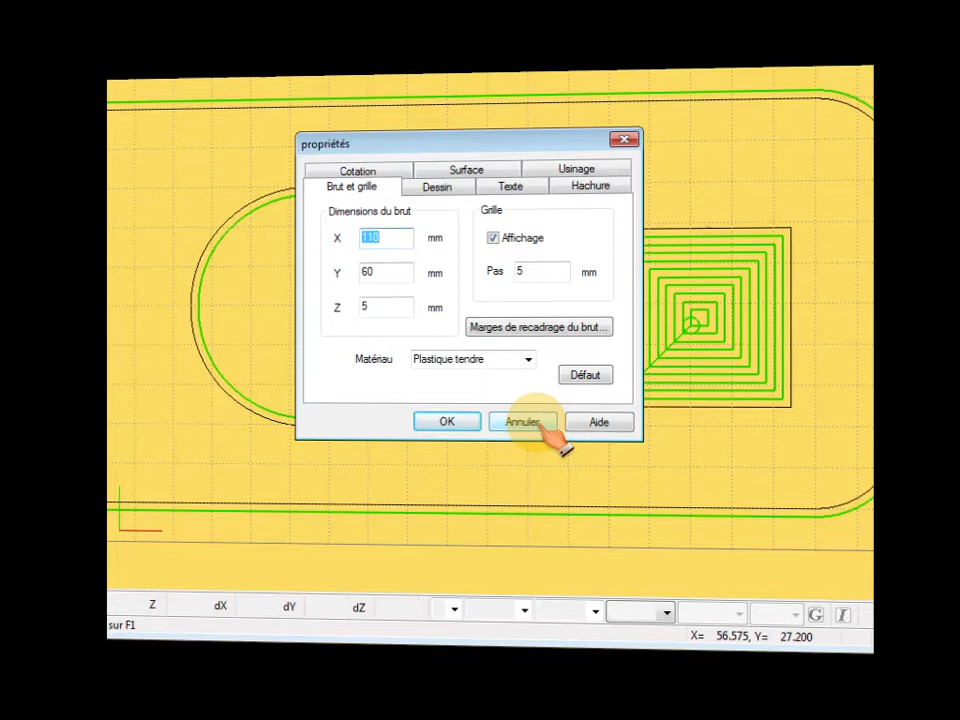 propriétés
Cotation Surface Usinage
Brut et grille Dessin Texte Hachure
Dimensions du brut Grille
X 110 mm Affichage
Y 60 mm Pas 5 mm
Z 5 mm
Marges de recadrage du brut...
Matériau Plastique tendre
Défaut
OK Annuler Aide
Z dX dY dZ G I
sur F1 X= 56.575, Y= 27.200